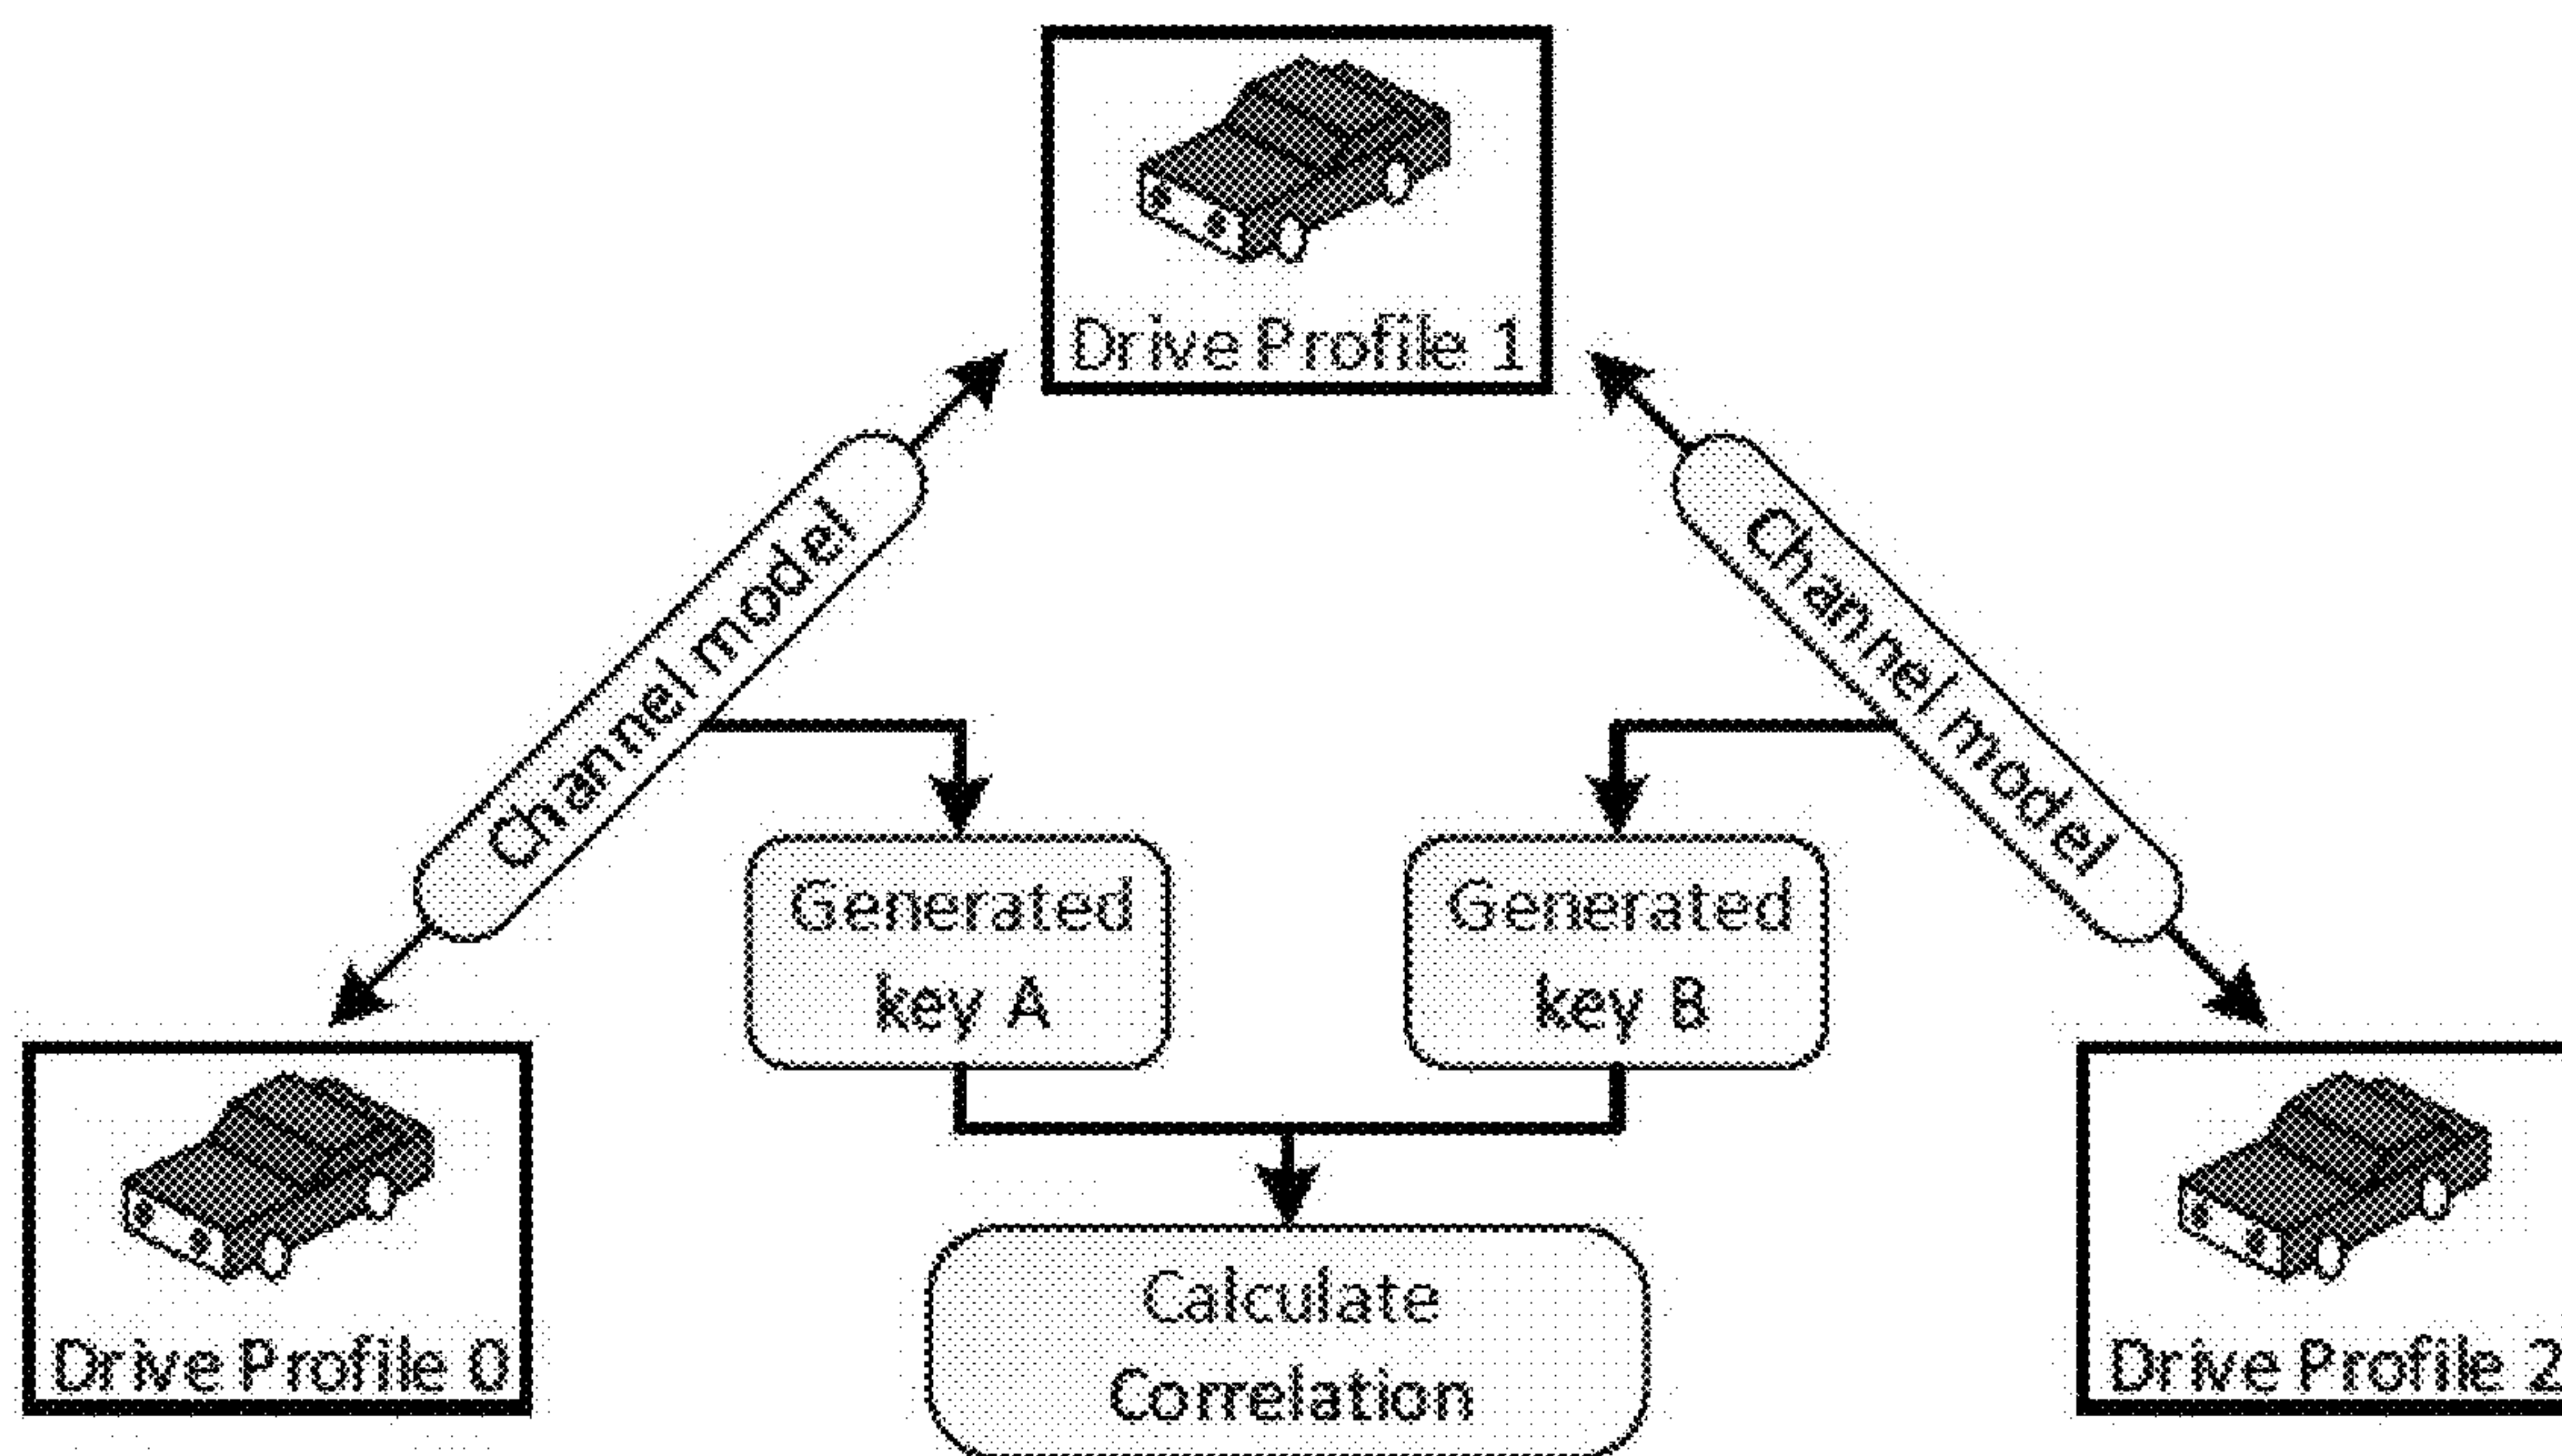 Drive Profile 1
Channel model
Channel model
Generated
key A
Generated
key B
Drive Profile 0
Calculate
Correlation
Drive Profile 2